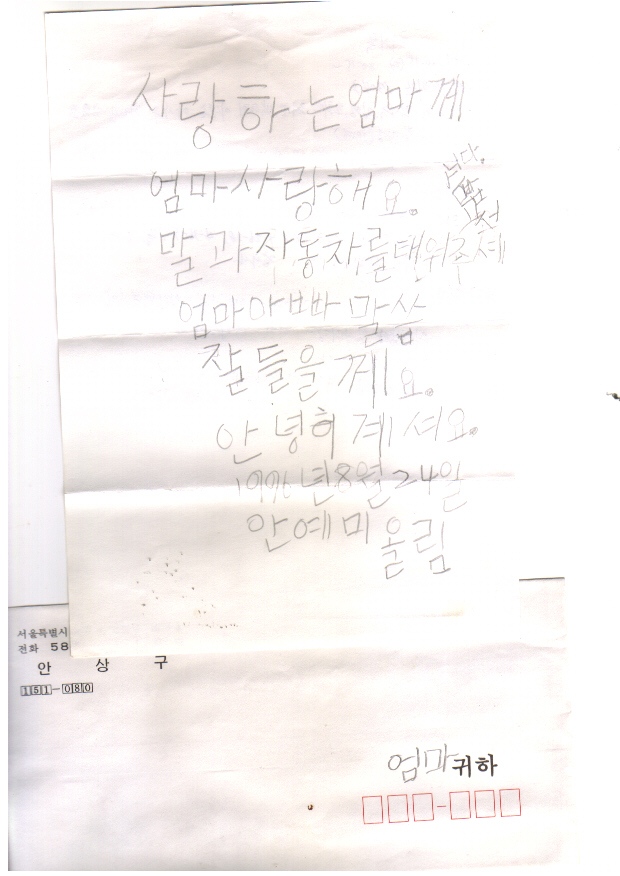 사랑하는엄마께
엄마사랑해요.
말과자동차를태워주셔
엄마아빠말씀
잘들을께요.
안녕히계셔요.
1996년8월24일
안예미올림
서울특별시
전화 58
안 상 구
151-080
엄마귀하